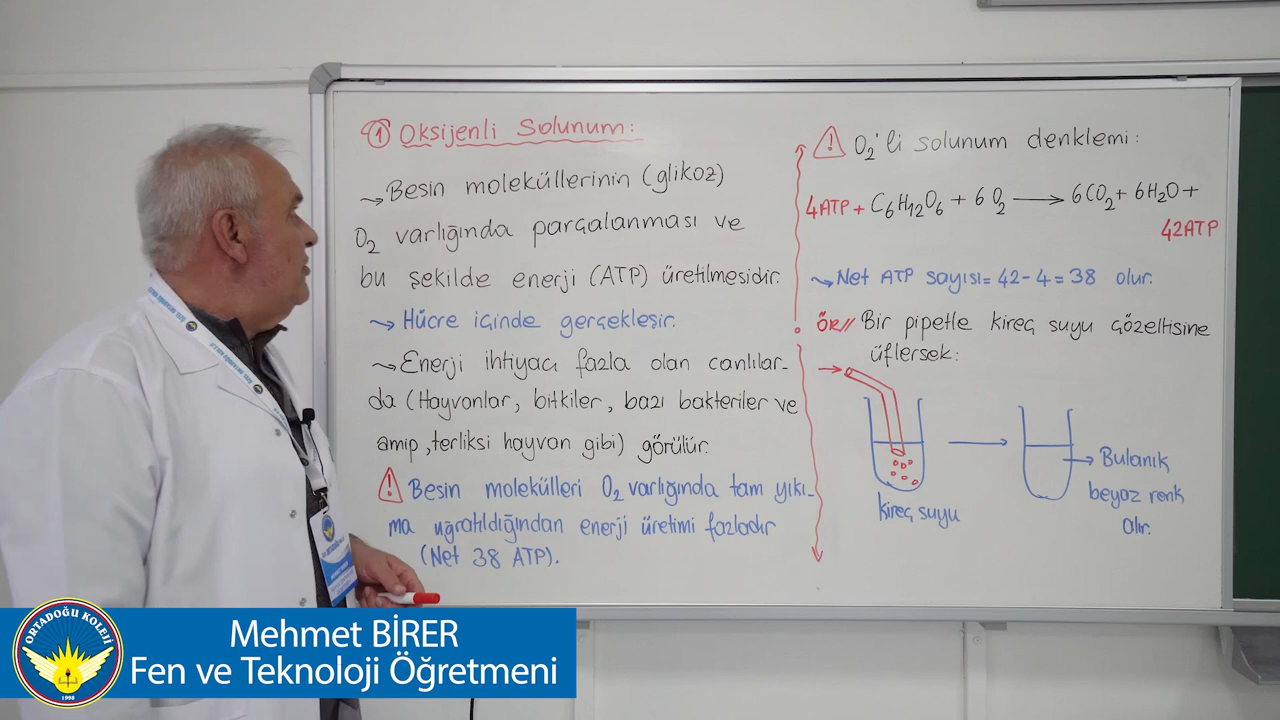 ① Oksijenli Solunum:
→ Besin moleküllerinin (glikoz)
O₂ varlığında parçalanması ve
bu şekilde enerji (ATP) üretilmesidir.
→ Hücre içinde gerçekleşir.
→ Enerji ihtiyacı fazla olan canlılar-
da (Hayvanlar, bitkiler, bazı bakteriler ve
amip, terliksi hayvan gibi) görülür.
! Besin molekülleri O₂ varlığında tam yıkı-
ma uğratıldığından enerji üretimi fazladır
(Net 38 ATP).
! O₂'li solunum denklemi:
4ATP + C₆H₁₂O₆ + 6 O₂ → 6CO₂ + 6H₂O +
42ATP
→ Net ATP sayısı = 42 - 4 = 38 olur.
ÖR// Bir pipetle kireç suyu çözeltisine
üflersek:
kireç suyu
→ Bulanık
beyaz renk
alır.
ORTADOĞU KOLEJİ
1998
Mehmet BİRER
Fen ve Teknoloji Öğretmeni